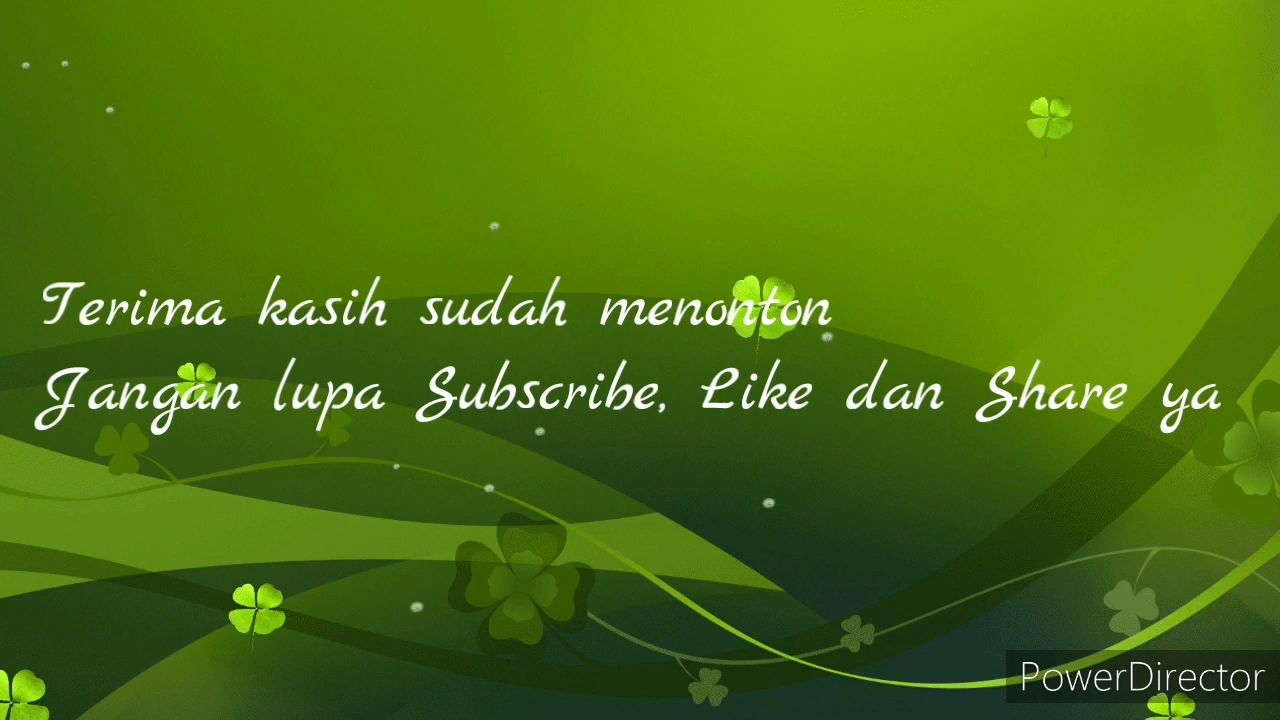 Terima kasih sudah menonton
Jangan lupa Subscribe, Like dan Share ya
PowerDirector